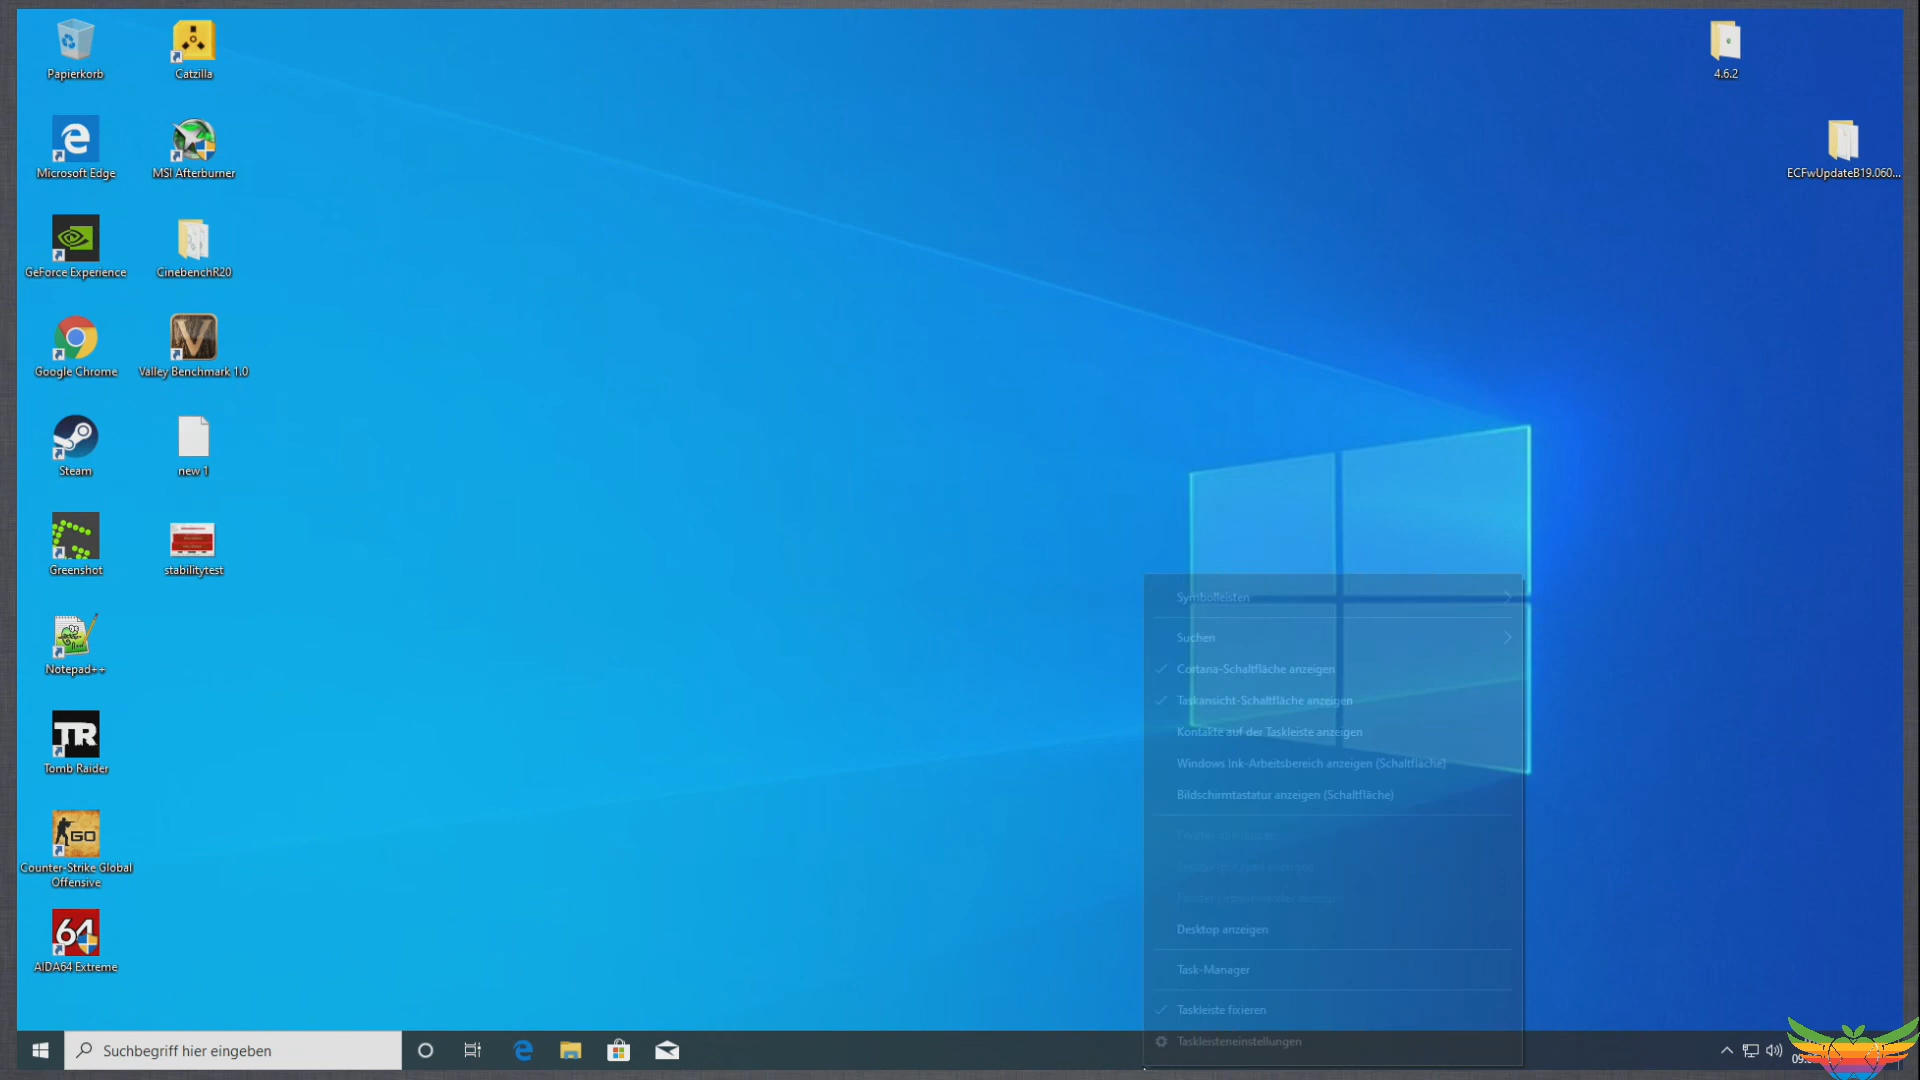 Papierkorb
Catzilla
4.6.2
Microsoft Edge
MSI Afterburner
ECFwUpdateB19.060...
GeForce Experience
CinebenchR20
Google Chrome
Valley Benchmark 1.0
V
Steam
new 1
Greenshot
stabilitytest
Notepad++
TR
Tomb Raider
GO
Counter-Strike Global
Offensive
64
AIDA64 Extreme
Symbolleisten
Suchen
Cortana-Schaltfläche anzeigen
Taskansicht-Schaltfläche anzeigen
Kontakte auf der Taskleiste anzeigen
Windows Ink-Arbeitsbereich anzeigen (Schaltfläche)
Bildschirmtastatur anzeigen (Schaltfläche)
Desktop anzeigen
Task-Manager
Taskleiste fixieren
Taskleisteneinstellungen
Suchbegriff hier eingeben